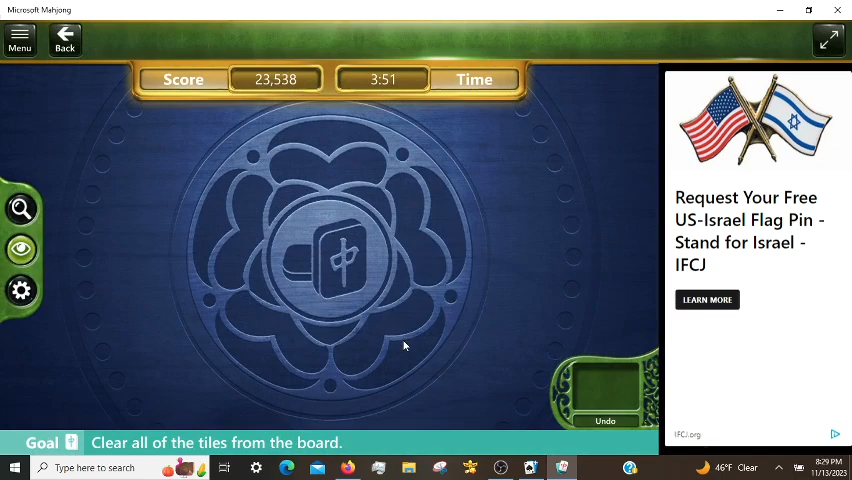 Microsoft Mahjong
Menu
Back
Score 23,538 3:51 Time
中
Request Your Free
US-Israel Flag Pin -
Stand for Israel -
IFCJ
LEARN MORE
IFCJ.org
Undo
Goal 中 Clear all of the tiles from the board.
Type here to search
46°F Clear
8:29 PM
11/13/2023